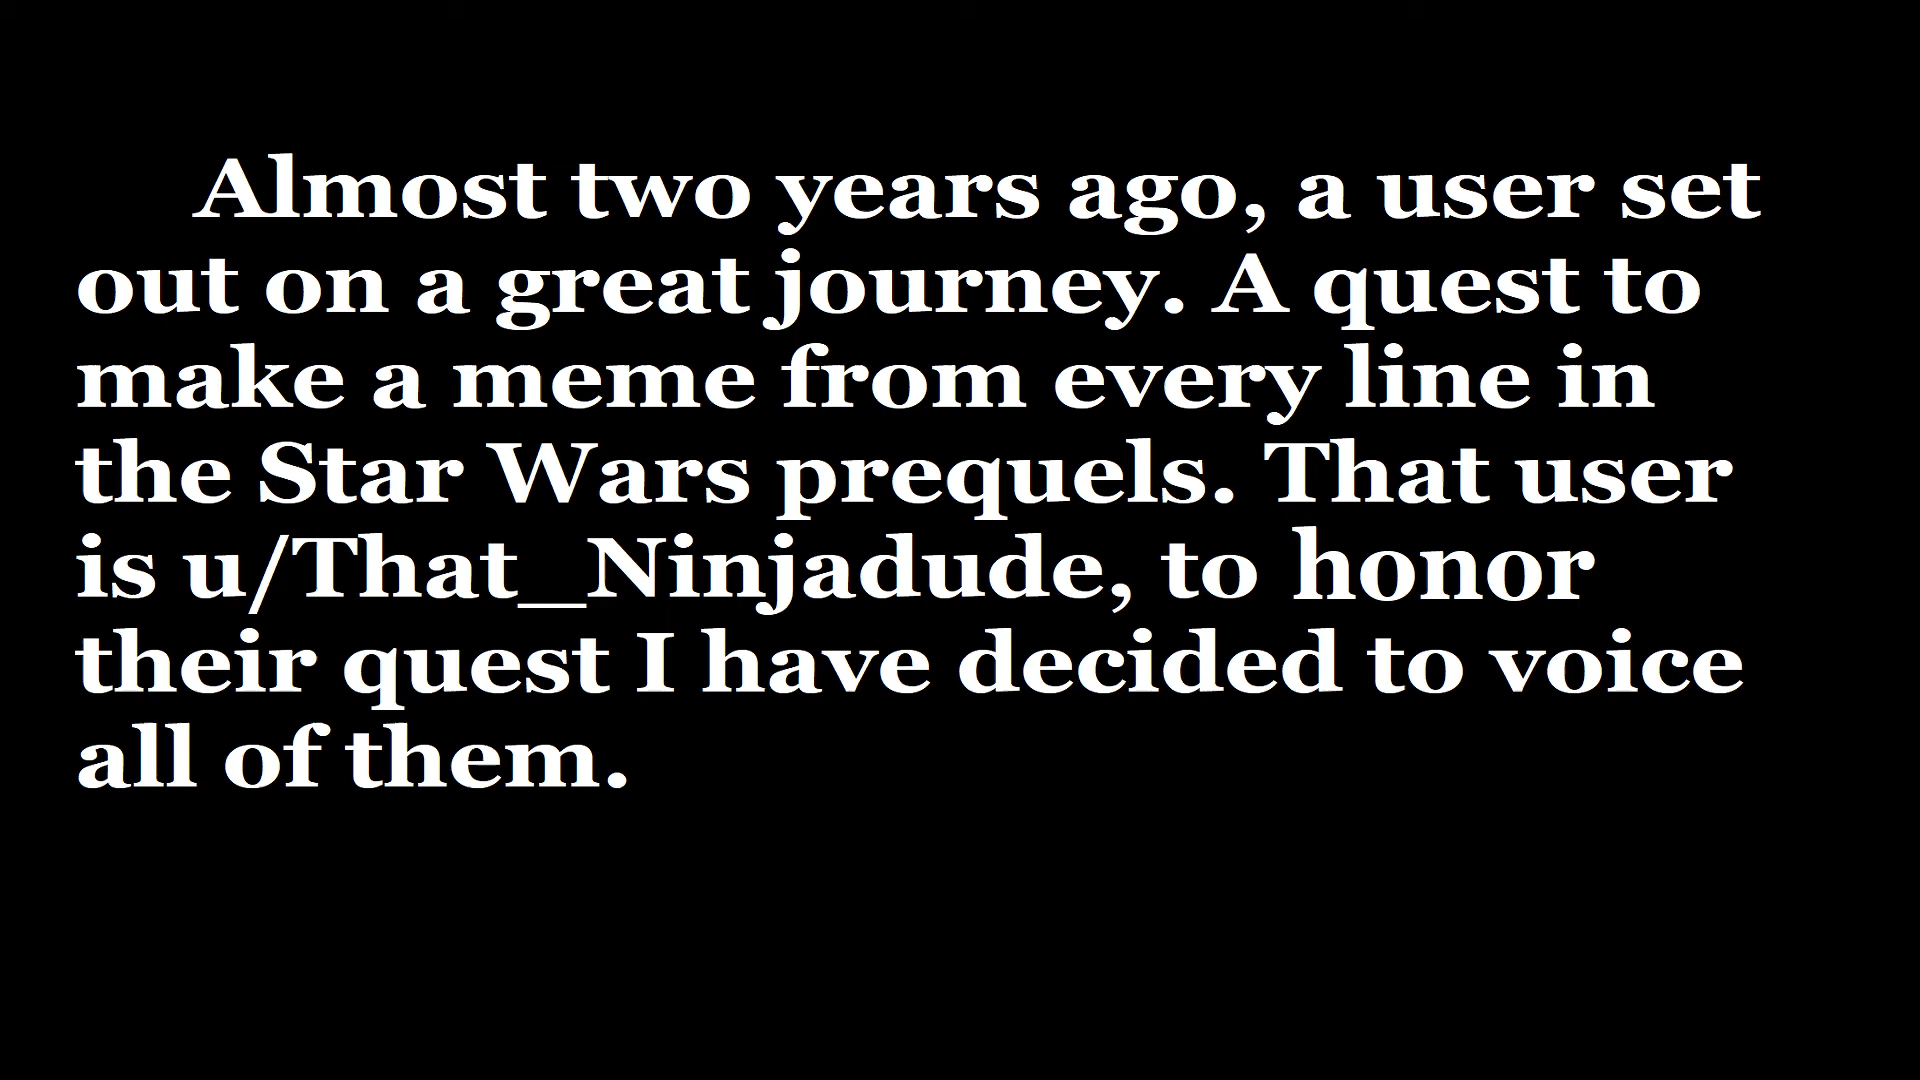 Almost two years ago, a user set
out on a great journey. A quest to
make a meme from every line in
the Star Wars prequels. That user
is u/That_Ninjadude, to honor
their quest I have decided to voice
all of them.